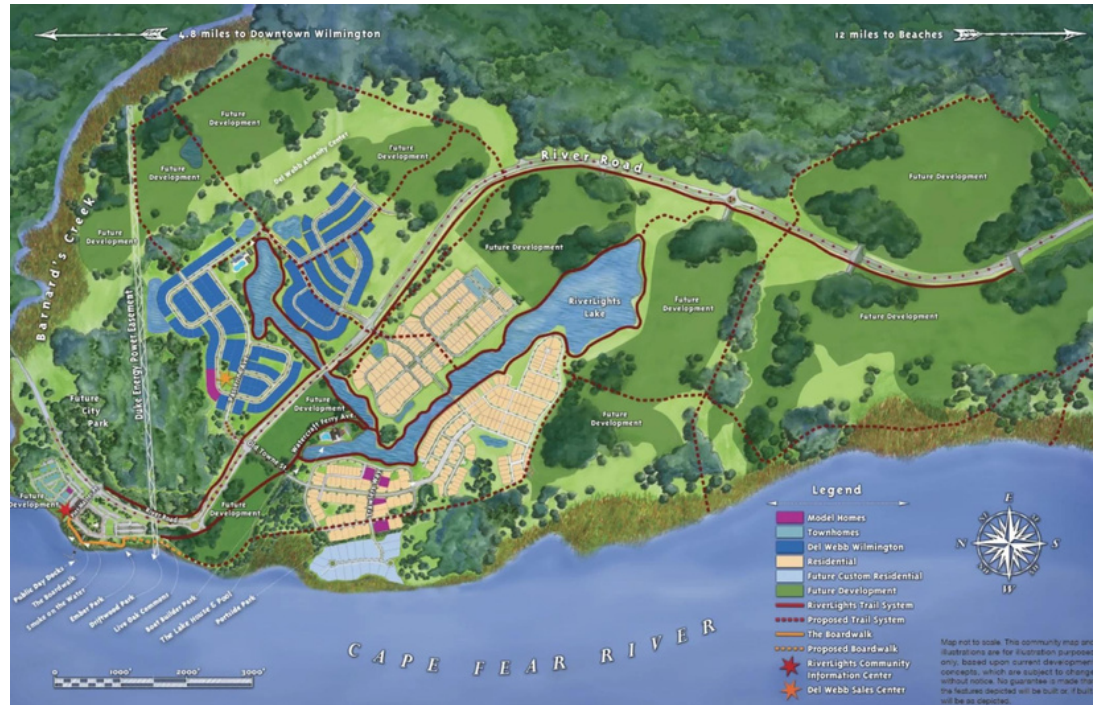 4.8 miles to Downtown Wilmington
12 miles to Beaches
Barnard's Creek
Duke Energy Power Easement
Future
Development
Future
Development
Future
Development
Future
Development
Del Webb Amenity Center
River Road
Future Development
Future Development
RiverLights
Lake
Future
Development
Future Development
Future
City
Park
Future
Development
Watercraft Ferry Ave.
Old Towne St.
Future
Development
Future
Development
Future
Development
River Road
Public Day Docks
The Boardwalk
Smoke on the Water
Ember Park
Driftwood Park
Live Oak Commons
Boat Builder Park
The Lake House & Pool
Portside Park
CAPE FEAR RIVER
0
1000'
2000'
3000'
Legend
Model Homes
Townhomes
Del Webb Wilmington
Residential
Future Custom Residential
Future Development
RiverLights Trail System
Proposed Trail System
The Boardwalk
Proposed Boardwalk
RiverLights Community
Information Center
Del Webb Sales Center
E
N
S
W
Map not to scale. This community map and
illustrations are for illustration purposes
only, based upon current development
concepts, which are subject to change
without notice. No guarantee is made that
the features depicted will be built or, if built,
will be as depicted.